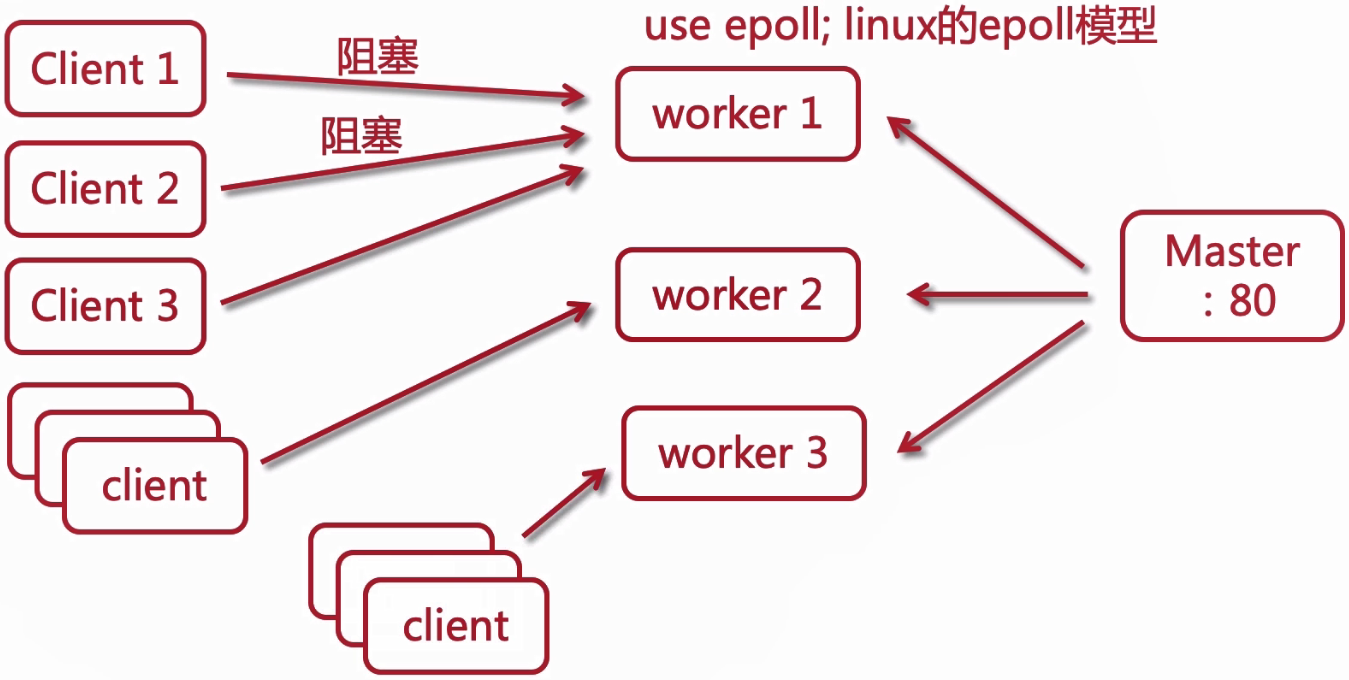 use epoll; linux的epoll模型
Client 1
阻塞
worker 1
阻塞
Client 2
Client 3
worker 2
Master
：80
client
worker 3
client